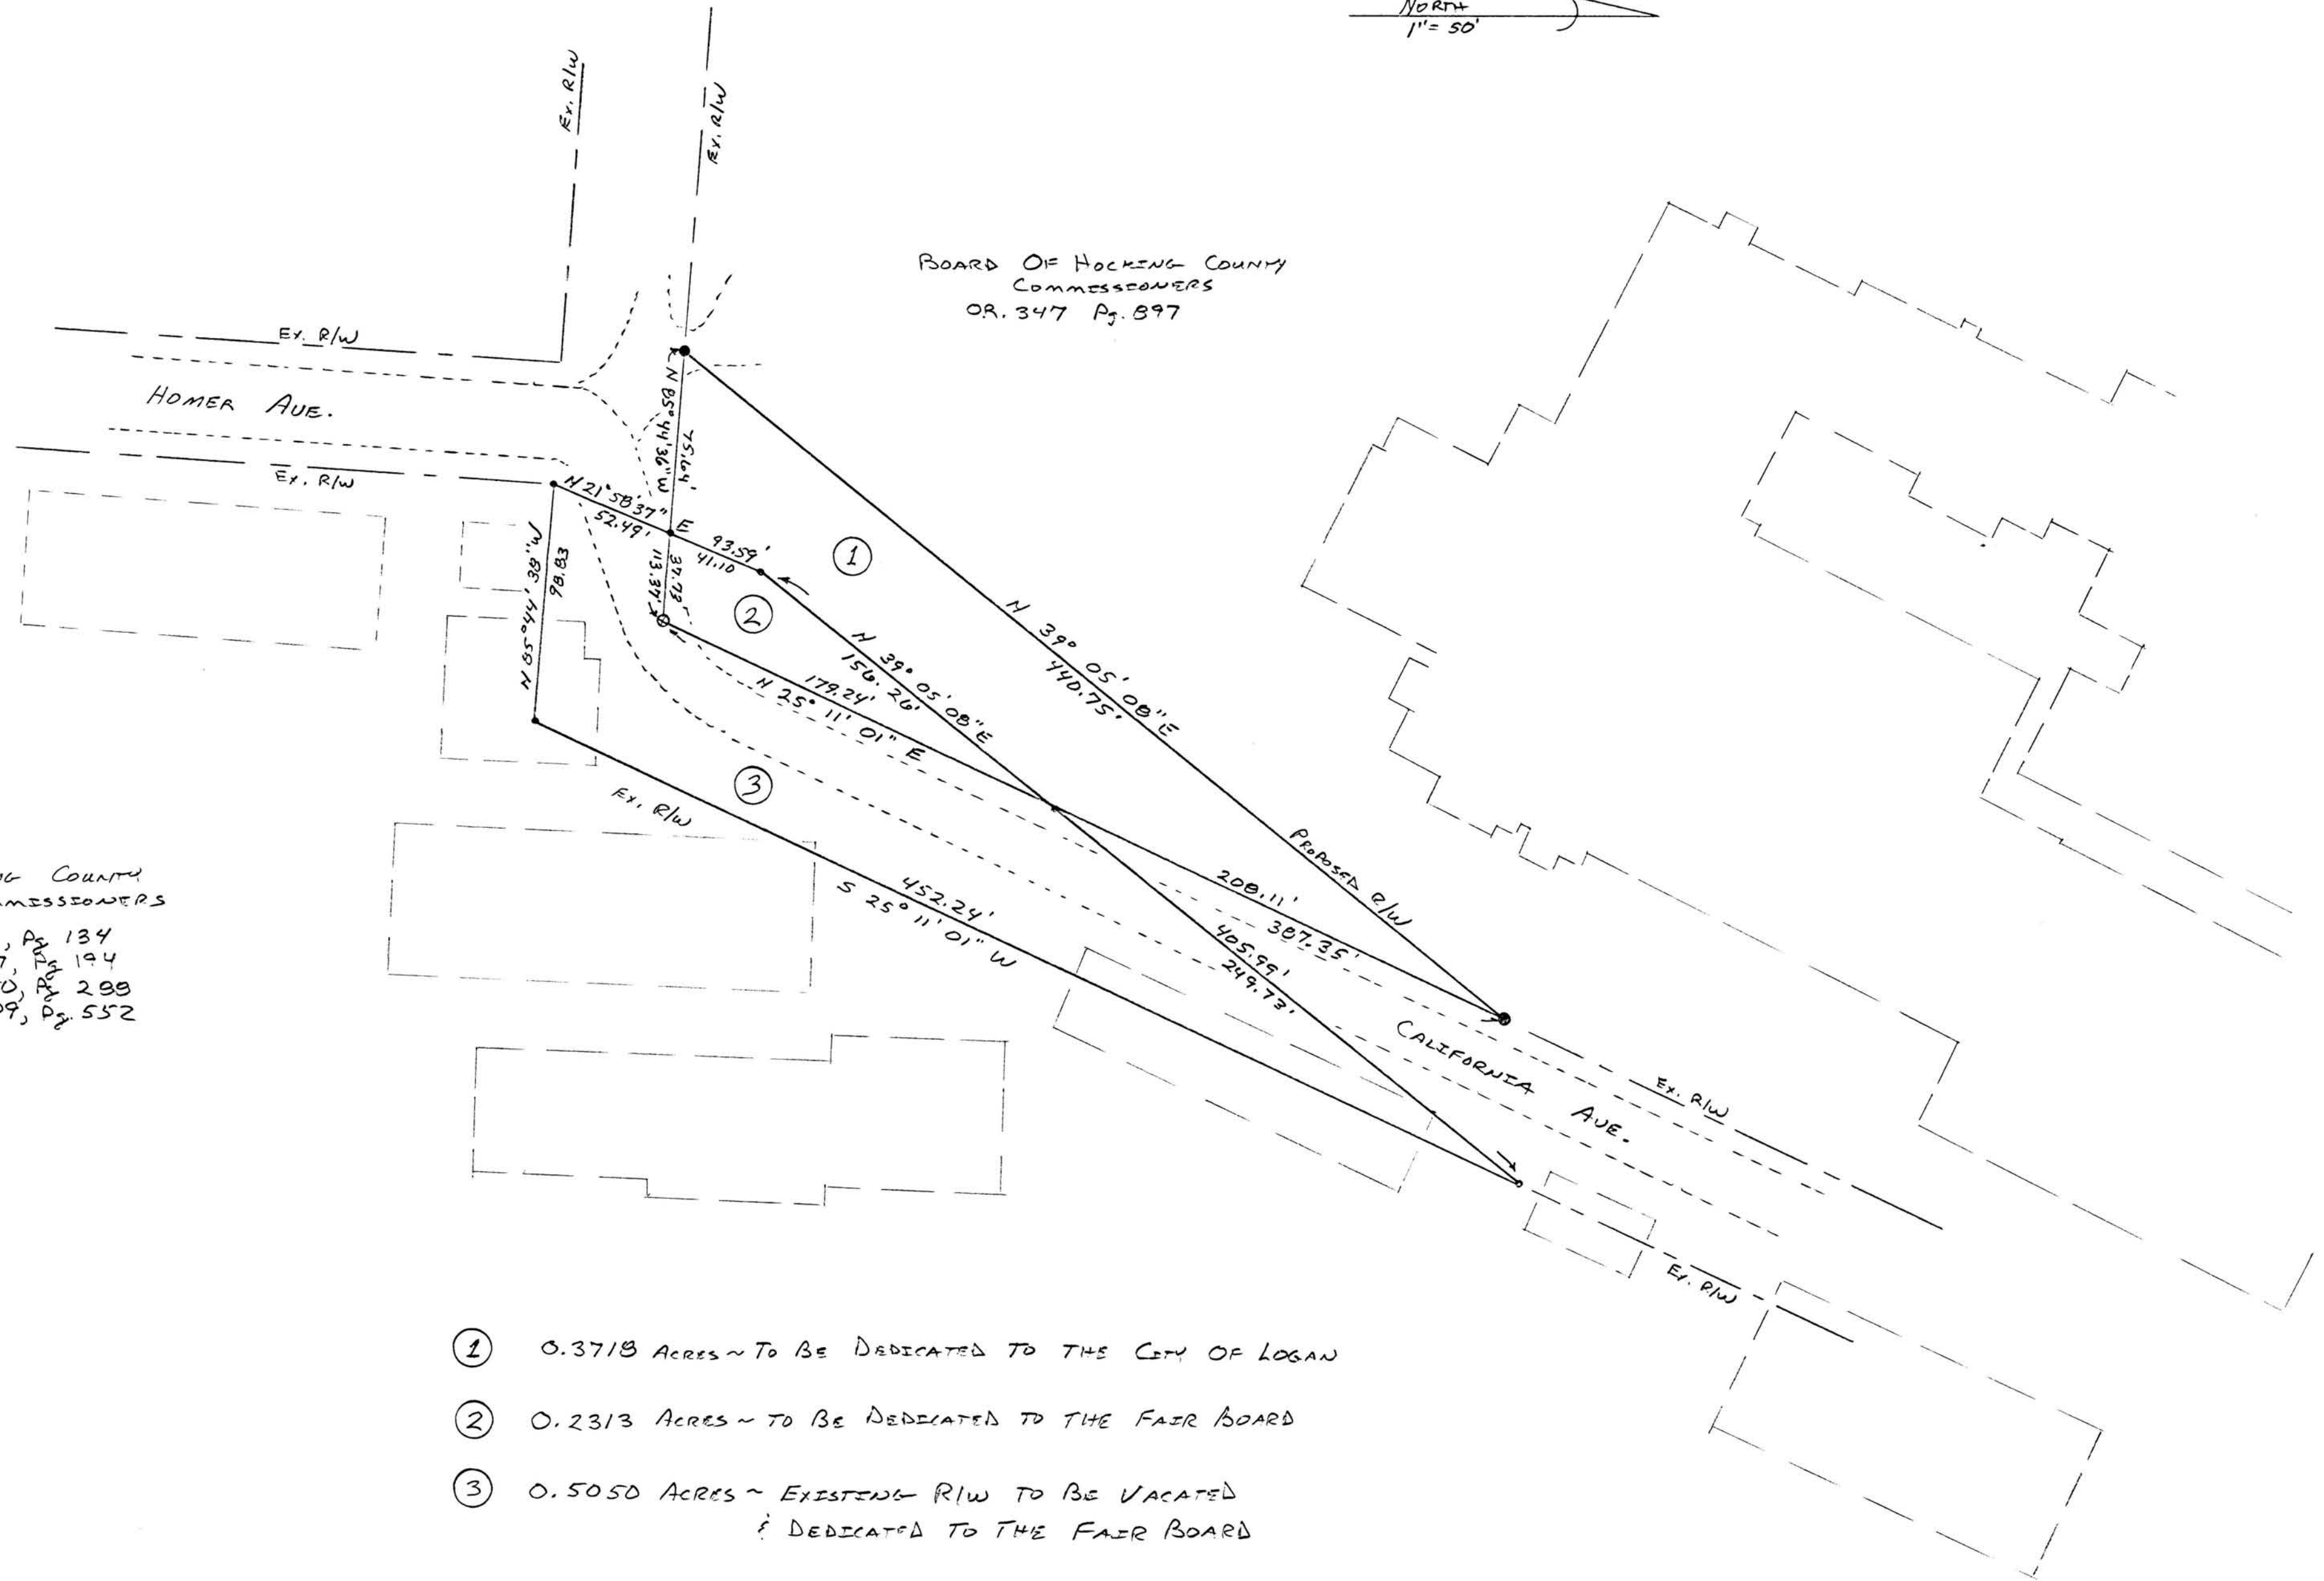 NORTH
1" = 50'
Ex. R/W
Ex. R/W
BOARD OF HOCKING COUNTY
COMMISSIONERS
O.R. 347 Pg. 897
Ex. R/W
HOMER AVE.
Ex. R/W
N 85° 44' 36" W
75.64'
N 21° 58' 37" E
52.49'
93.59'
41.10
37.73'
113.37'
N 85° 44' 38" W
98.83
1
2
3
N 39° 05' 08" E
440.75'
N 39° 05' 08" E
156.26'
179.24'
N 25° 11' 01" E
Ex. R/W
PROPOSED R/W
208.11'
387.35'
405.99'
249.73'
452.24'
S 25° 11' 01" W
CALIFORNIA AVE.
Ex. R/W
Ex. R/W
COUNTY
, Pg 134
, Pg 194
, Pg 288
, Pg. 552
1 0.3718 ACRES ~ TO BE DEDICATED TO THE CITY OF LOGAN
2 0.2313 ACRES ~ TO BE DEDICATED TO THE FAIR BOARD
3 0.5050 ACRES ~ EXISTING R/W TO BE VACATED
& DEDICATED TO THE FAIR BOARD